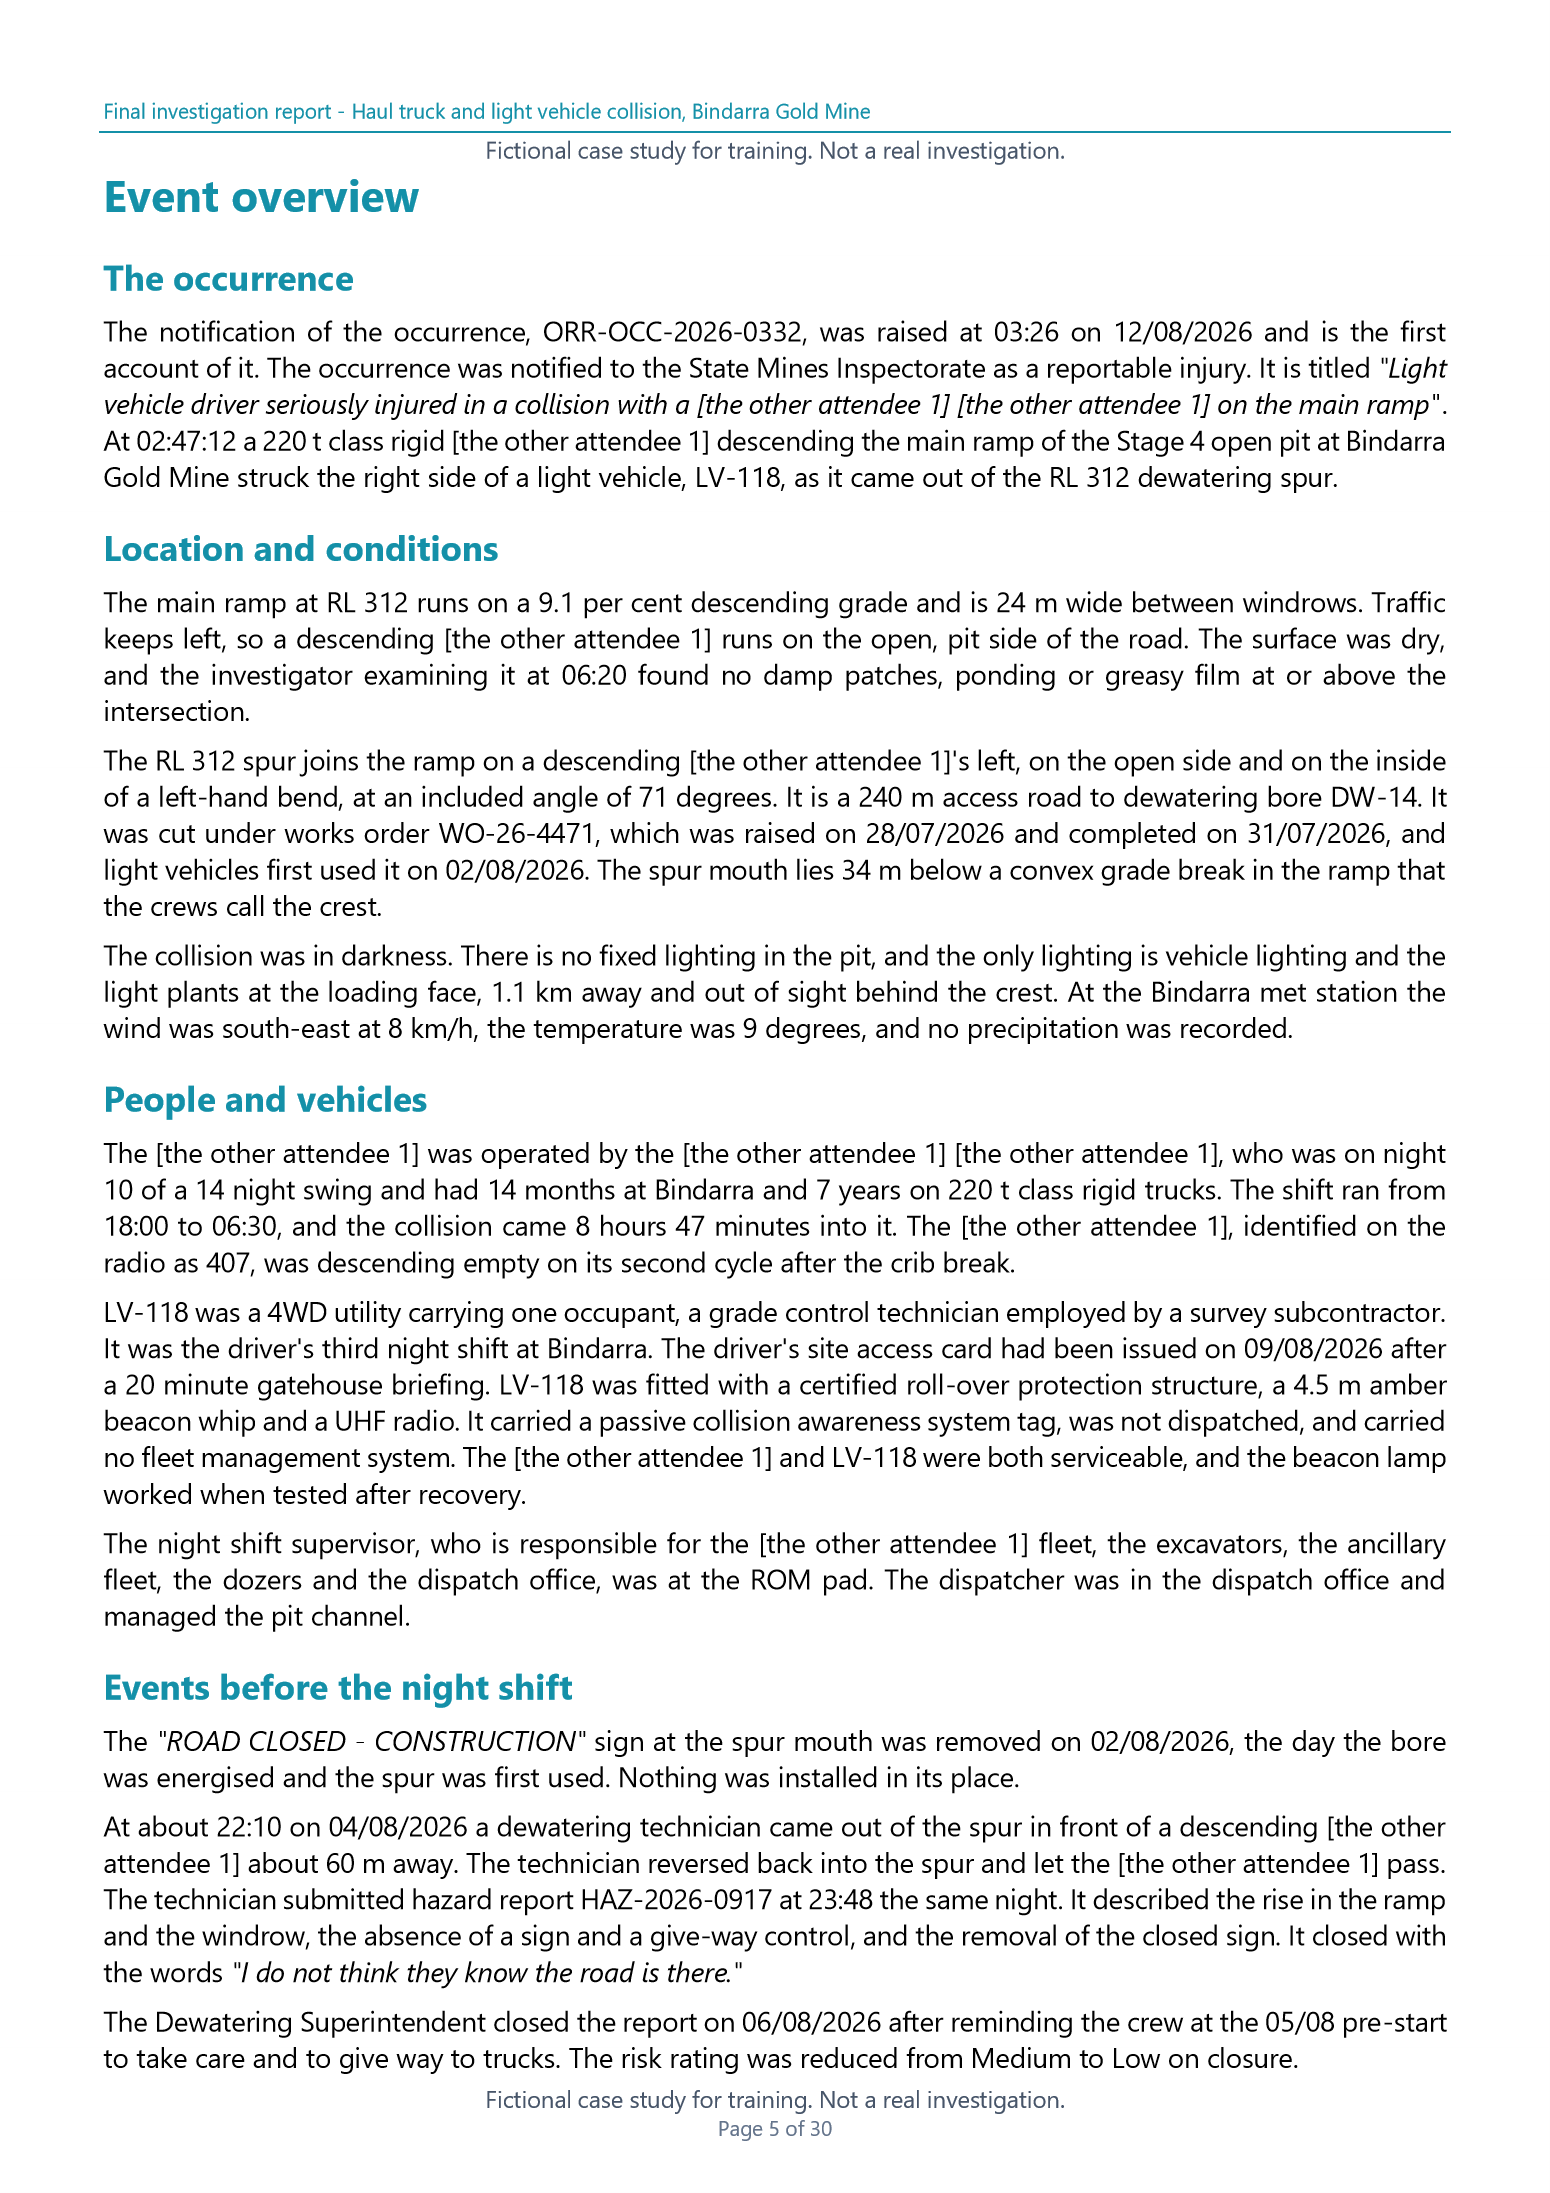 Final investigation report - Haul truck and light vehicle collision, Bindarra Gold Mine
Fictional case study for training. Not a real investigation.
Event overview
The occurrence
The notification of the occurrence, ORR-OCC-2026-0332, was raised at 03:26 on 12/08/2026 and is the first
account of it. The occurrence was notified to the State Mines Inspectorate as a reportable injury. It is titled "Light
vehicle driver seriously injured in a collision with a [the other attendee 1] [the other attendee 1] on the main ramp".
At 02:47:12 a 220 t class rigid [the other attendee 1] descending the main ramp of the Stage 4 open pit at Bindarra
Gold Mine struck the right side of a light vehicle, LV-118, as it came out of the RL 312 dewatering spur.
Location and conditions
The main ramp at RL 312 runs on a 9.1 per cent descending grade and is 24 m wide between windrows. Traffic
keeps left, so a descending [the other attendee 1] runs on the open, pit side of the road. The surface was dry,
and the investigator examining it at 06:20 found no damp patches, ponding or greasy film at or above the
intersection.
The RL 312 spur joins the ramp on a descending [the other attendee 1]'s left, on the open side and on the inside
of a left-hand bend, at an included angle of 71 degrees. It is a 240 m access road to dewatering bore DW-14. It
was cut under works order WO-26-4471, which was raised on 28/07/2026 and completed on 31/07/2026, and
light vehicles first used it on 02/08/2026. The spur mouth lies 34 m below a convex grade break in the ramp that
the crews call the crest.
The collision was in darkness. There is no fixed lighting in the pit, and the only lighting is vehicle lighting and the
light plants at the loading face, 1.1 km away and out of sight behind the crest. At the Bindarra met station the
wind was south-east at 8 km/h, the temperature was 9 degrees, and no precipitation was recorded.
People and vehicles
The [the other attendee 1] was operated by the [the other attendee 1] [the other attendee 1], who was on night
10 of a 14 night swing and had 14 months at Bindarra and 7 years on 220 t class rigid trucks. The shift ran from
18:00 to 06:30, and the collision came 8 hours 47 minutes into it. The [the other attendee 1], identified on the
radio as 407, was descending empty on its second cycle after the crib break.
LV-118 was a 4WD utility carrying one occupant, a grade control technician employed by a survey subcontractor.
It was the driver's third night shift at Bindarra. The driver's site access card had been issued on 09/08/2026 after
a 20 minute gatehouse briefing. LV-118 was fitted with a certified roll-over protection structure, a 4.5 m amber
beacon whip and a UHF radio. It carried a passive collision awareness system tag, was not dispatched, and carried
no fleet management system. The [the other attendee 1] and LV-118 were both serviceable, and the beacon lamp
worked when tested after recovery.
The night shift supervisor, who is responsible for the [the other attendee 1] fleet, the excavators, the ancillary
fleet, the dozers and the dispatch office, was at the ROM pad. The dispatcher was in the dispatch office and
managed the pit channel.
Events before the night shift
The "ROAD CLOSED - CONSTRUCTION" sign at the spur mouth was removed on 02/08/2026, the day the bore
was energised and the spur was first used. Nothing was installed in its place.
At about 22:10 on 04/08/2026 a dewatering technician came out of the spur in front of a descending [the other
attendee 1] about 60 m away. The technician reversed back into the spur and let the [the other attendee 1] pass.
The technician submitted hazard report HAZ-2026-0917 at 23:48 the same night. It described the rise in the ramp
and the windrow, the absence of a sign and a give-way control, and the removal of the closed sign. It closed with
the words "I do not think they know the road is there."
The Dewatering Superintendent closed the report on 06/08/2026 after reminding the crew at the 05/08 pre-start
to take care and to give way to trucks. The risk rating was reduced from Medium to Low on closure.
Fictional case study for training. Not a real investigation.
Page 5 of 30